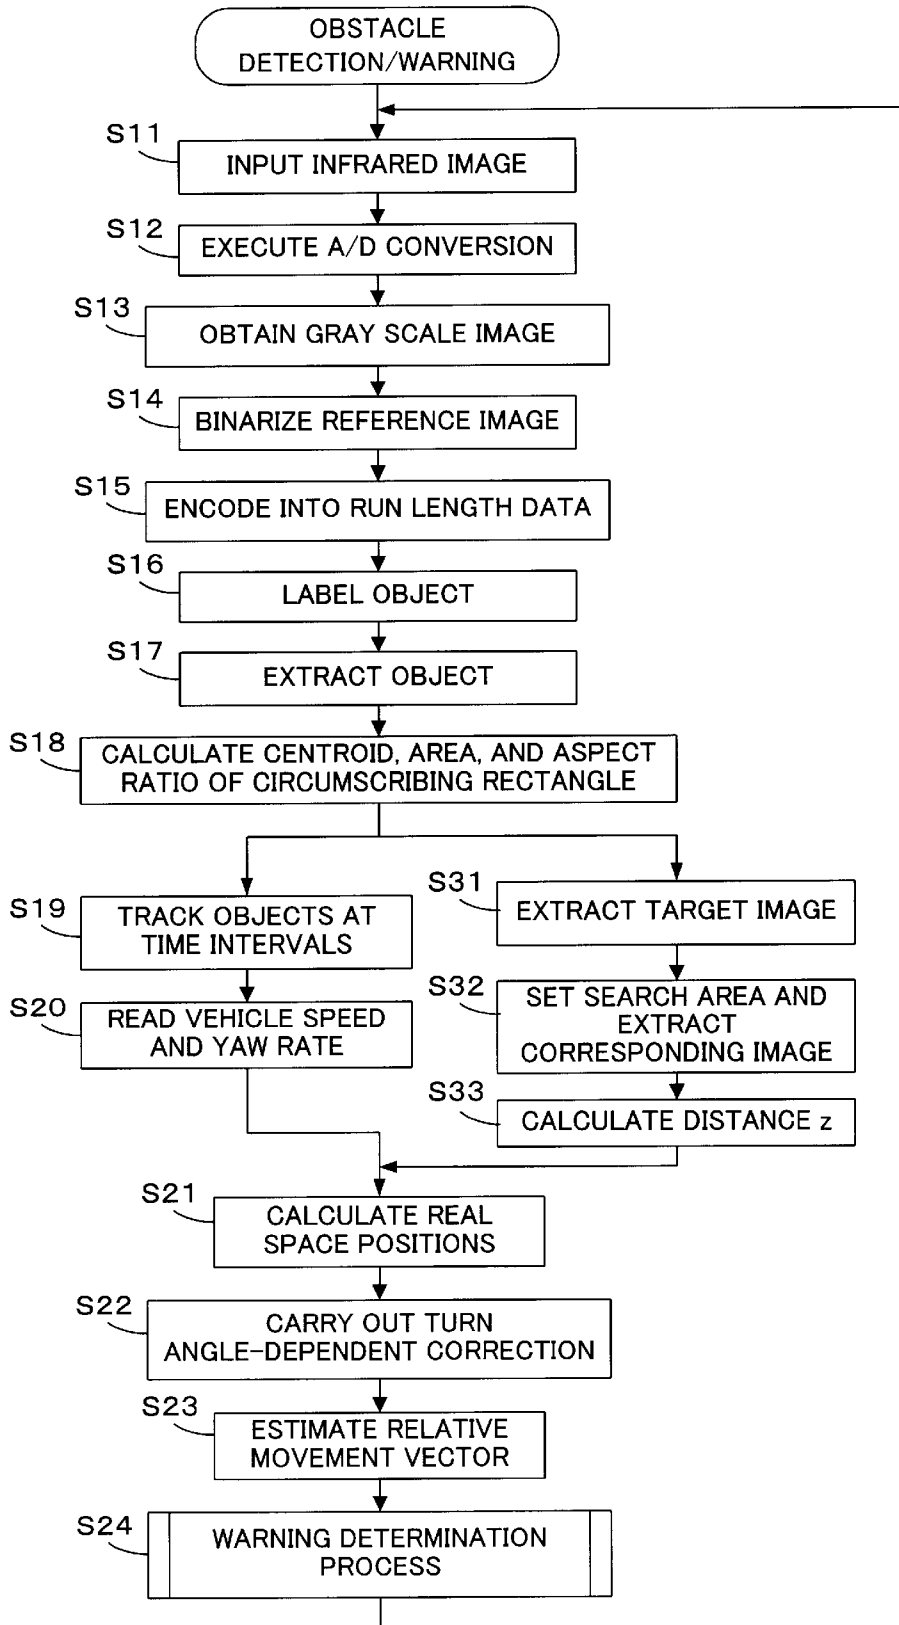 OBSTACLE
DETECTION/WARNING
S11
INPUT INFRARED IMAGE
S12
EXECUTE A/D CONVERSION
S13
OBTAIN GRAY SCALE IMAGE
S14
BINARIZE REFERENCE IMAGE
S15
ENCODE INTO RUN LENGTH DATA
S16
LABEL OBJECT
S17
EXTRACT OBJECT
S18
CALCULATE CENTROID, AREA, AND ASPECT
RATIO OF CIRCUMSCRIBING RECTANGLE
S19
TRACK OBJECTS AT
TIME INTERVALS
S20
READ VEHICLE SPEED
AND YAW RATE
S31
EXTRACT TARGET IMAGE
S32
SET SEARCH AREA AND
EXTRACT
CORRESPONDING IMAGE
S33
CALCULATE DISTANCE z
S21
CALCULATE REAL
SPACE POSITIONS
S22
CARRY OUT TURN
ANGLE-DEPENDENT CORRECTION
S23
ESTIMATE RELATIVE
MOVEMENT VECTOR
S24
WARNING DETERMINATION
PROCESS